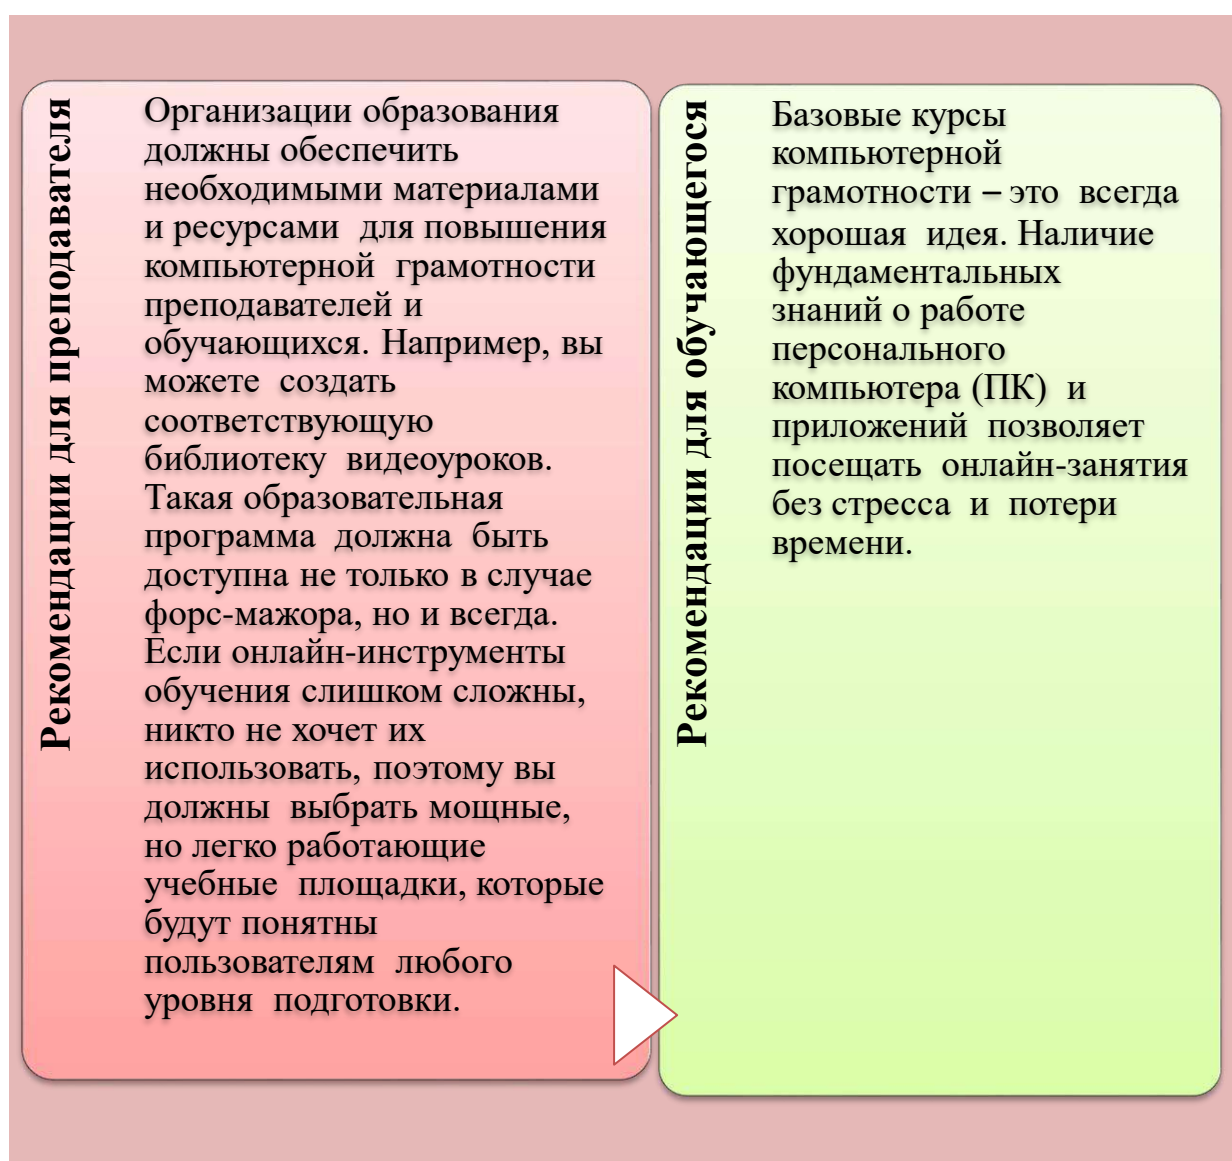 Рекомендации для преподавателя
Организации образования
должны обеспечить
необходимыми материалами
и ресурсами для повышения
компьютерной грамотности
преподавателей и
обучающихся. Например, вы
можете создать
соответствующую
библиотеку видеоуроков.
Такая образовательная
программа должна быть
доступна не только в случае
форс-мажора, но и всегда.
Если онлайн-инструменты
обучения слишком сложны,
никто не хочет их
использовать, поэтому вы
должны выбрать мощные,
но легко работающие
учебные площадки, которые
будут понятны
пользователям любого
уровня подготовки.
Рекомендации для обучающегося
Базовые курсы
компьютерной
грамотности – это всегда
хорошая идея. Наличие
фундаментальных
знаний о работе
персонального
компьютера (ПК) и
приложений позволяет
посещать онлайн-занятия
без стресса и потери
времени.